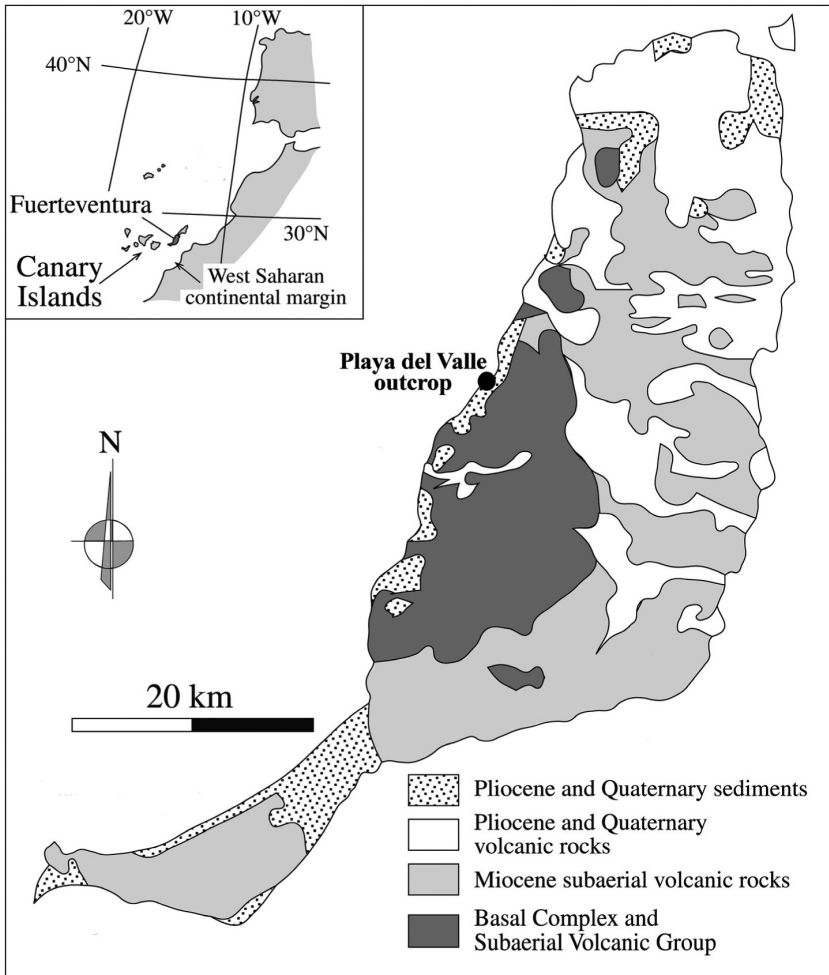 20°W
10°W
40°N
Fuerteventura
30°N
Canary
Islands
West Saharan
continental margin
Playa del Valle
outcrop
N
20 km
Pliocene and Quaternary sediments
Pliocene and Quaternary
volcanic rocks
Miocene subaerial volcanic rocks
Basal Complex and
Subaerial Volcanic Group